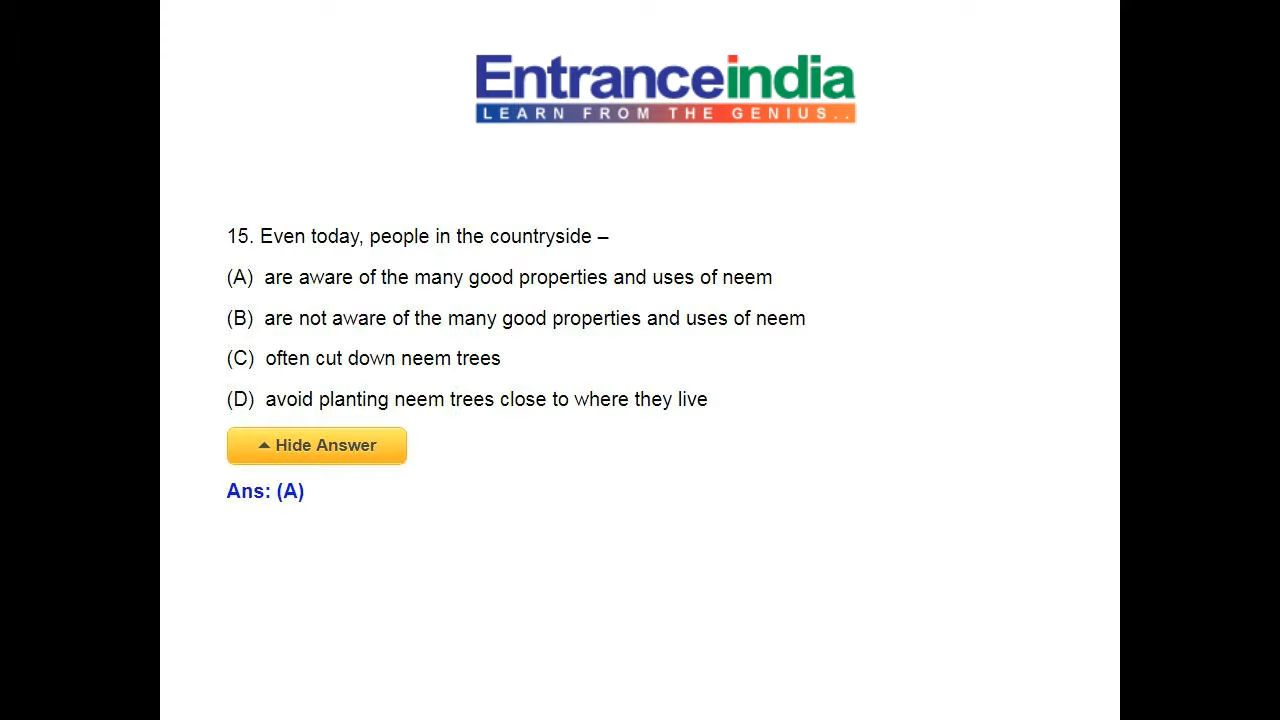 Entranceindia
LEARN FROM THE GENIUS..
15. Even today, people in the countryside –
(A) are aware of the many good properties and uses of neem
(B) are not aware of the many good properties and uses of neem
(C) often cut down neem trees
(D) avoid planting neem trees close to where they live
Hide Answer
Ans: (A)